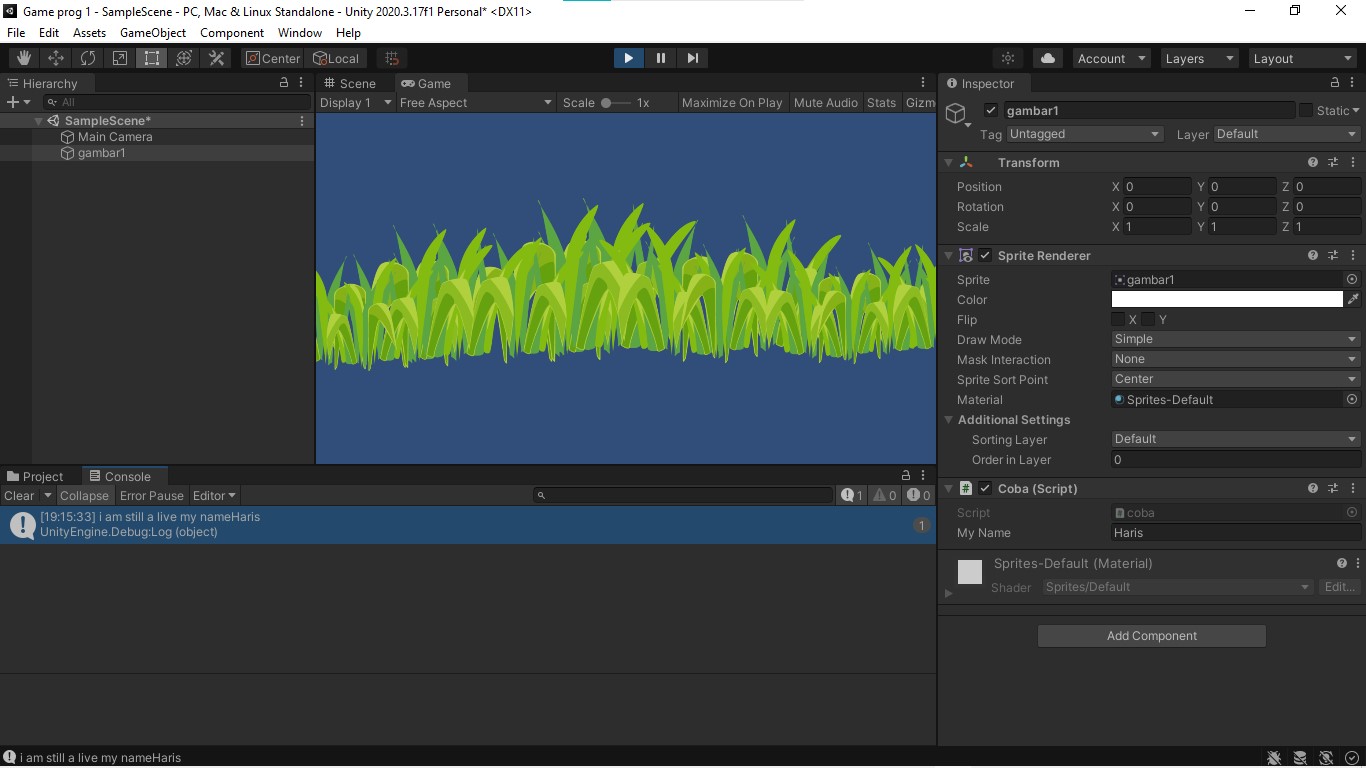 Game prog 1 - SampleScene - PC, Mac & Linux Standalone - Unity 2020.3.17f1 Personal* <DX11>
File Edit Assets GameObject Component Window Help
Center Local Account Layers Layout
Hierarchy
All
SampleScene*
Main Camera
gambar1
Scene Game
Display 1 Free Aspect Scale 1x Maximize On Play Mute Audio Stats Gizm
Inspector
gambar1 Static
Tag Untagged Layer Default
Transform
Position X 0 Y 0 Z 0
Rotation X 0 Y 0 Z 0
Scale X 1 Y 1 Z 1
Sprite Renderer
Sprite gambar1
Color
Flip X Y
Draw Mode Simple
Mask Interaction None
Sprite Sort Point Center
Material Sprites-Default
Additional Settings
Sorting Layer Default
Order in Layer 0
# Coba (Script)
Script coba
My Name Haris
Sprites-Default (Material)
Shader Sprites/Default Edit...
Add Component
Project Console
Clear Collapse Error Pause Editor 1 0 0
[19:15:33] i am still a live my nameHaris
UnityEngine.Debug:Log (object) 1
i am still a live my nameHaris